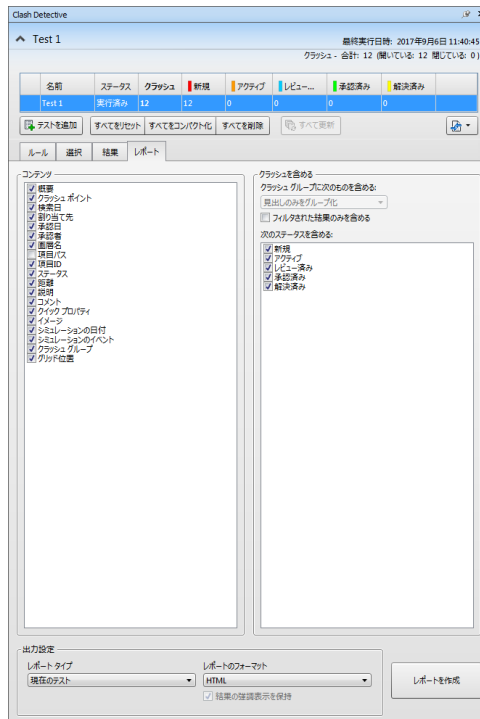 Clash Detective
Test 1
最終実行日時: 2017年9月6日 11:40:45
クラッシュ - 合計: 12 (開いている: 12 閉じている: 0)
名前 ステータス クラッシュ 新規 アクティブ レビュー... 承認済み 解決済み
Test 1 実行済み 12 12 0 0 0 0
テストを追加 すべてをリセット すべてをコンパクト化 すべてを削除 すべて更新
ルール 選択 結果 レポート
コンテンツ
概要
クラッシュ ポイント
検索日
割り当て先
承認日
承認者
画層名
項目パス
項目ID
ステータス
距離
説明
コメント
クイック プロパティ
イメージ
シミュレーションの日付
シミュレーションのイベント
クラッシュ グループ
グリッド位置
クラッシュを含める
クラッシュ グループに次のものを含める:
見出しのみをグループ化
フィルタされた結果のみを含める
次のステータスを含める:
新規
アクティブ
レビュー済み
承認済み
解決済み
出力設定
レポート タイプ
現在のテスト
レポートのフォーマット
HTML
結果の強調表示を保持
レポートを作成